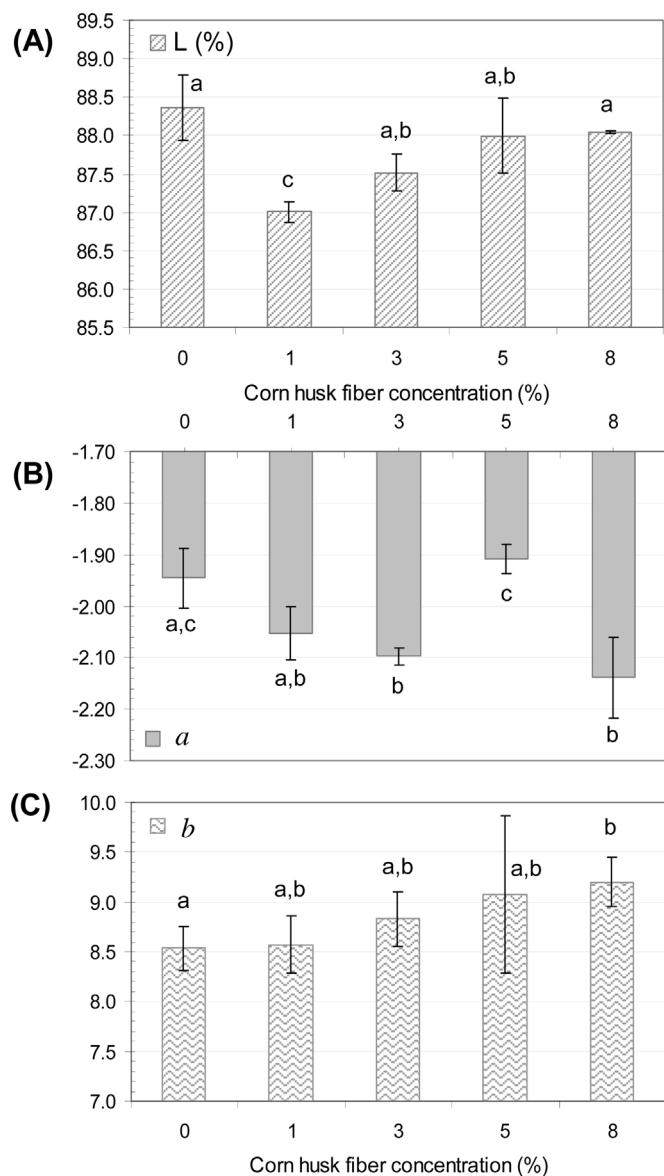 (A)
89.5
89.0
88.5
88.0
87.5
87.0
86.5
86.0
85.5
L (%)
a
c
a,b
a,b
a
0 1 3 5 8
Corn husk fiber concentration (%)
0 1 3 5 8
(B)
-1.70
-1.80
-1.90
-2.00
-2.10
-2.20
-2.30
a,c
a,b
b
c
b
a
(C)
10.0
9.5
9.0
8.5
8.0
7.5
7.0
b
a
a,b
a,b
a,b
b
0 1 3 5 8
Corn husk fiber concentration (%)